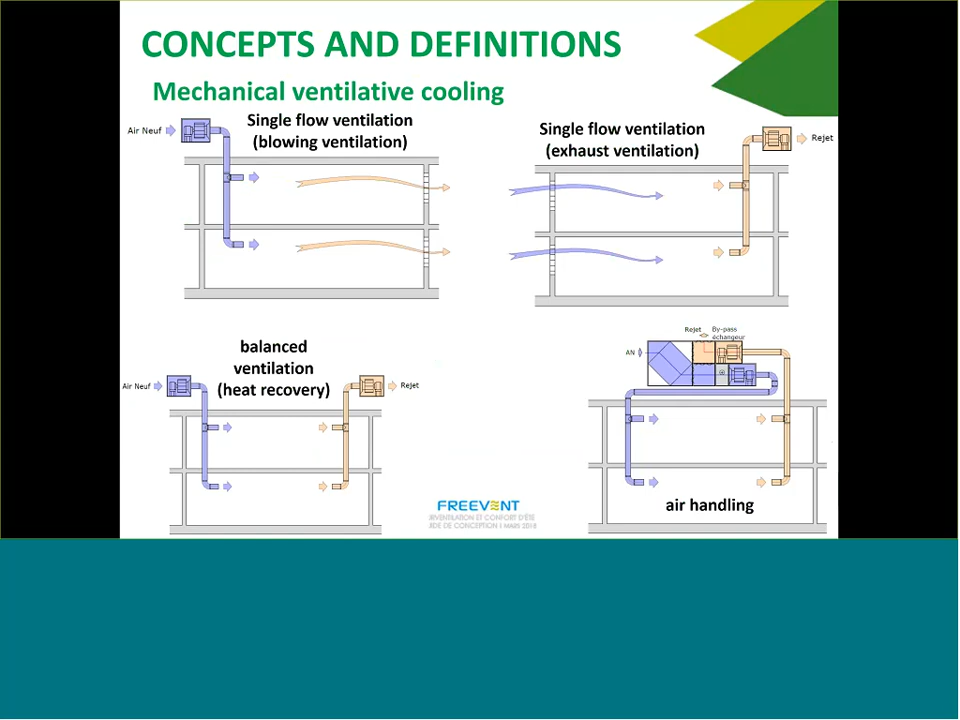 CONCEPTS AND DEFINITIONS
Mechanical ventilative cooling
Single flow ventilation
(blowing ventilation)
Air Neuf
Single flow ventilation
(exhaust ventilation)
Rejet
balanced
ventilation
(heat recovery)
Air Neuf
Rejet
Rejet
By-pass
échangeur
AN
air handling
FREEVENT